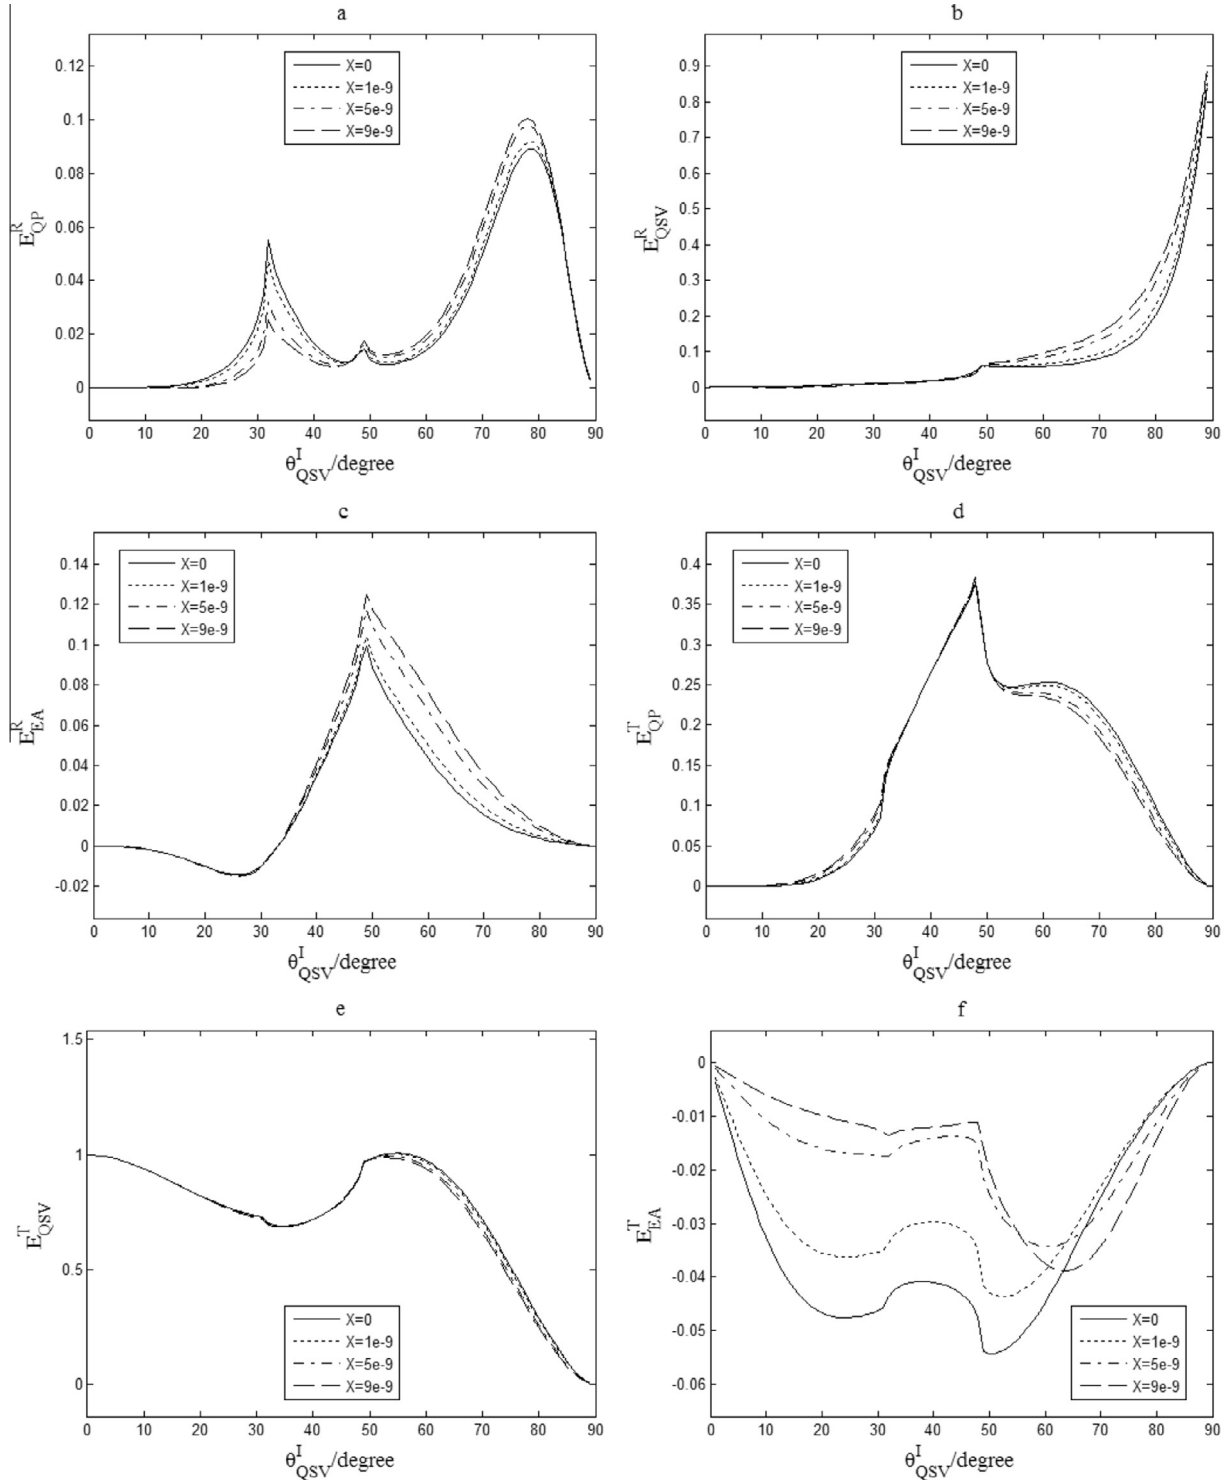 a
0.12
0.1
0.08
0.06
0.04
0.02
0
E^R_QP
X=0
X=1e-9
X=5e-9
X=9e-9
0 10 20 30 40 50 60 70 80 90
θ^I_QSV/degree
b
0.9
0.8
0.7
0.6
0.5
0.4
0.3
0.2
0.1
0
E^R_QSV
X=0
X=1e-9
X=5e-9
X=9e-9
0 10 20 30 40 50 60 70 80 90
θ^I_QSV/degree
c
0.14
0.12
0.1
0.08
0.06
0.04
0.02
0
-0.02
E^R_EA
X=0
X=1e-9
X=5e-9
X=9e-9
0 10 20 30 40 50 60 70 80 90
θ^I_QSV/degree
d
0.4
0.35
0.3
0.25
0.2
0.15
0.1
0.05
0
E^T_QP
X=0
X=1e-9
X=5e-9
X=9e-9
0 10 20 30 40 50 60 70 80 90
θ^I_QSV/degree
e
1.5
1
0.5
0
E^T_QSV
X=0
X=1e-9
X=5e-9
X=9e-9
0 10 20 30 40 50 60 70 80 90
θ^I_QSV/degree
f
0
-0.01
-0.02
-0.03
-0.04
-0.05
-0.06
E^T_EA
X=0
X=1e-9
X=5e-9
X=9e-9
0 10 20 30 40 50 60 70 80 90
θ^I_QSV/degree